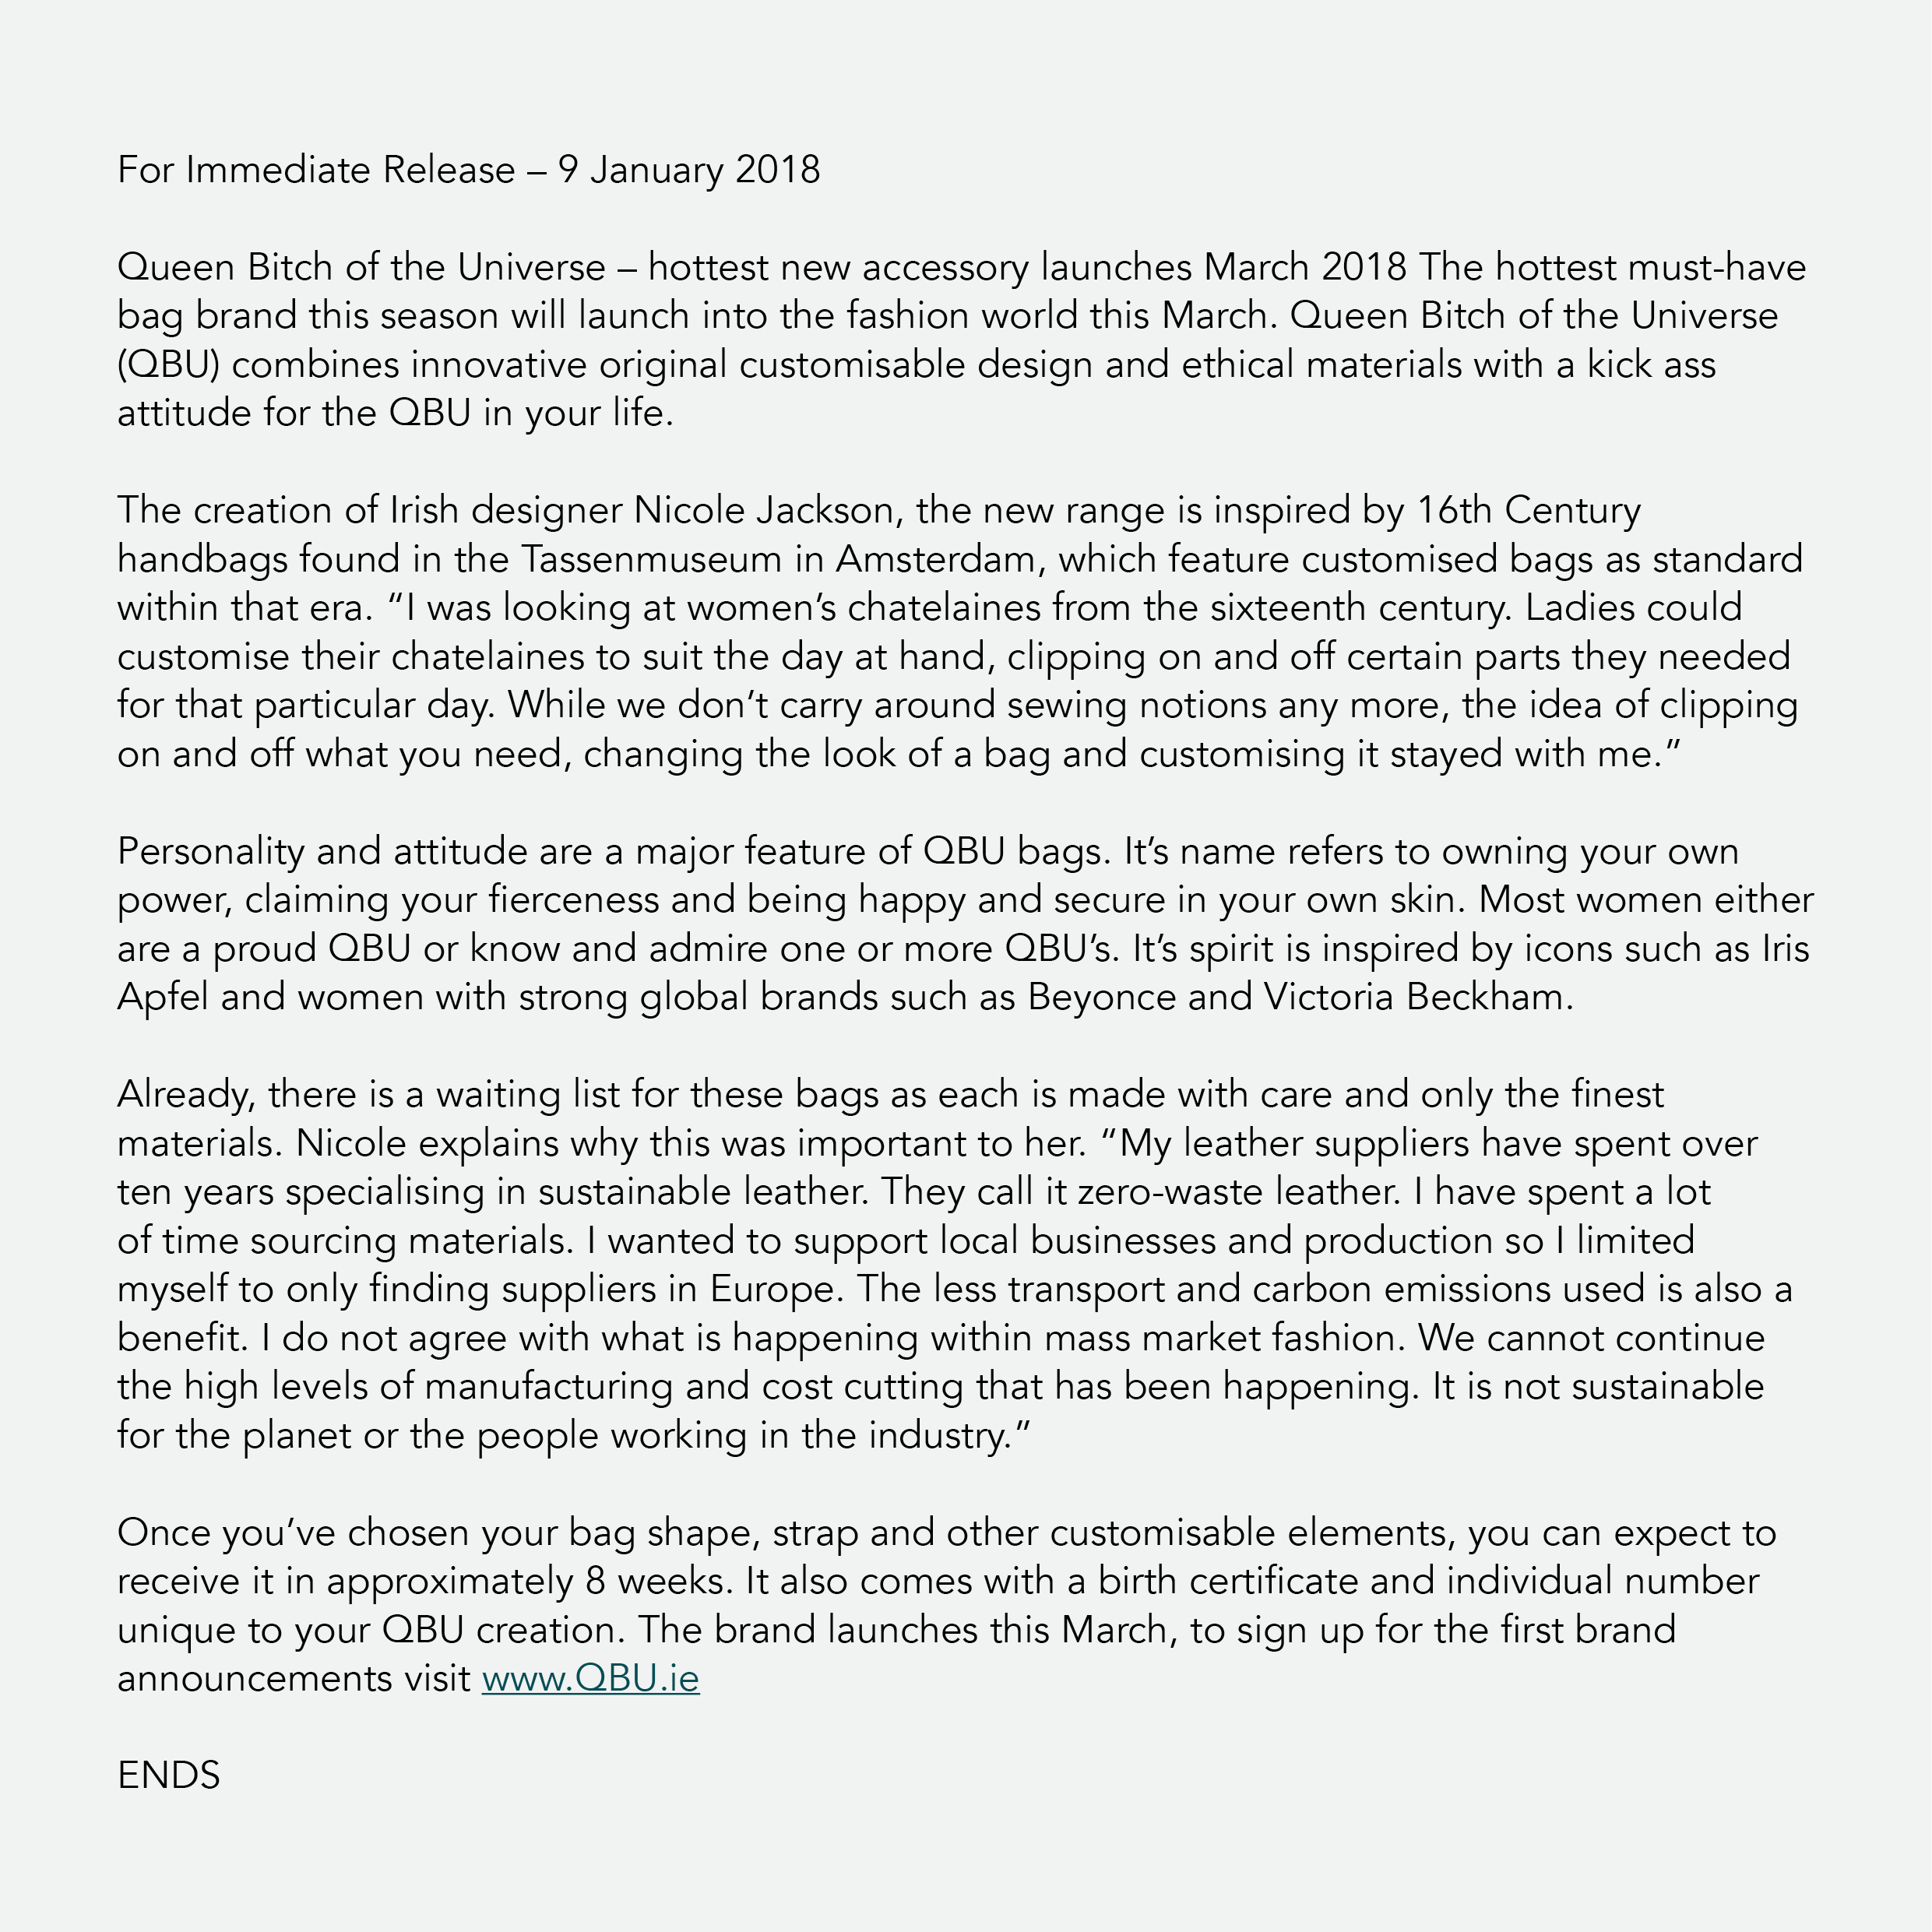 For Immediate Release – 9 January 2018
Queen Bitch of the Universe – hottest new accessory launches March 2018 The hottest must-have
bag brand this season will launch into the fashion world this March. Queen Bitch of the Universe
(QBU) combines innovative original customisable design and ethical materials with a kick ass
attitude for the QBU in your life.
The creation of Irish designer Nicole Jackson, the new range is inspired by 16th Century
handbags found in the Tassenmuseum in Amsterdam, which feature customised bags as standard
within that era. “I was looking at women’s chatelaines from the sixteenth century. Ladies could
customise their chatelaines to suit the day at hand, clipping on and off certain parts they needed
for that particular day. While we don’t carry around sewing notions any more, the idea of clipping
on and off what you need, changing the look of a bag and customising it stayed with me.”
Personality and attitude are a major feature of QBU bags. It’s name refers to owning your own
power, claiming your fierceness and being happy and secure in your own skin. Most women either
are a proud QBU or know and admire one or more QBU’s. It’s spirit is inspired by icons such as Iris
Apfel and women with strong global brands such as Beyonce and Victoria Beckham.
Already, there is a waiting list for these bags as each is made with care and only the finest
materials. Nicole explains why this was important to her. “My leather suppliers have spent over
ten years specialising in sustainable leather. They call it zero-waste leather. I have spent a lot
of time sourcing materials. I wanted to support local businesses and production so I limited
myself to only finding suppliers in Europe. The less transport and carbon emissions used is also a
benefit. I do not agree with what is happening within mass market fashion. We cannot continue
the high levels of manufacturing and cost cutting that has been happening. It is not sustainable
for the planet or the people working in the industry.”
Once you’ve chosen your bag shape, strap and other customisable elements, you can expect to
receive it in approximately 8 weeks. It also comes with a birth certificate and individual number
unique to your QBU creation. The brand launches this March, to sign up for the first brand
announcements visit www.QBU.ie
ENDS